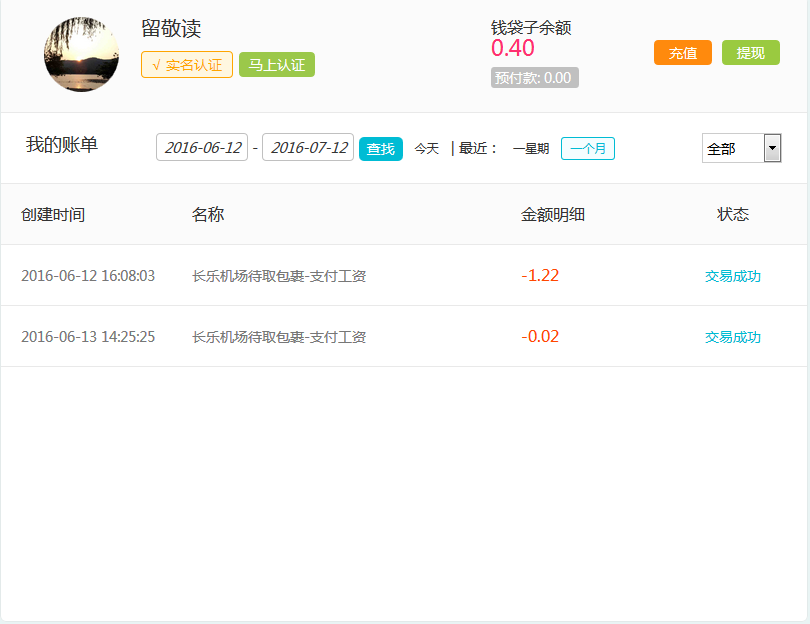 留敬读
√ 实名认证 马上认证
钱袋子余额
0.40
预付款: 0.00
充值 提现
我的账单 2016-06-12 - 2016-07-12 查找 今天 | 最近： 一星期 一个月 全部
创建时间 名称 金额明细 状态
2016-06-12 16:08:03 长乐机场待取包裹-支付工资 -1.22 交易成功
2016-06-13 14:25:25 长乐机场待取包裹-支付工资 -0.02 交易成功